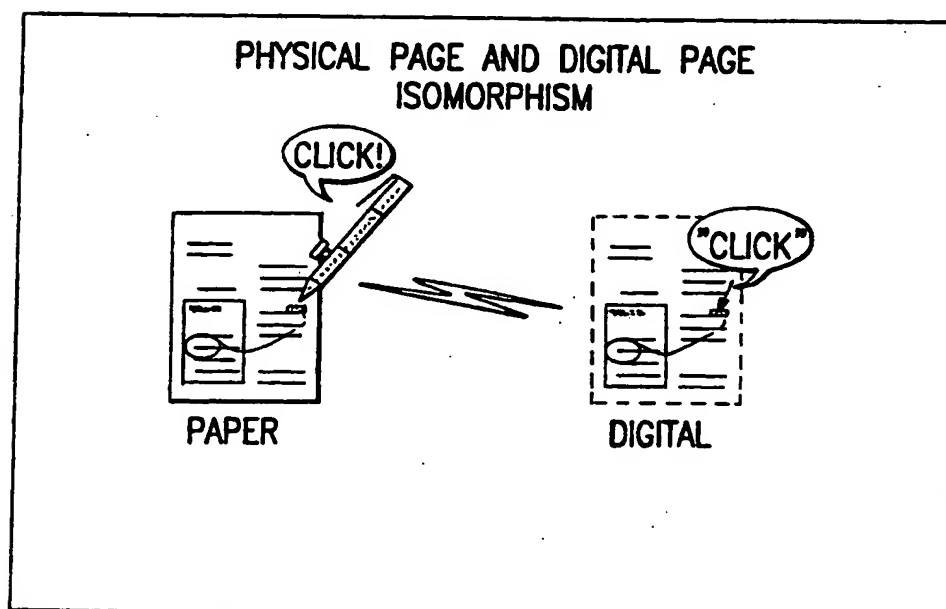 PHYSICAL PAGE AND DIGITAL PAGE
ISOMORPHISM
CLICK!
"CLICK"
PAPER
DIGITAL